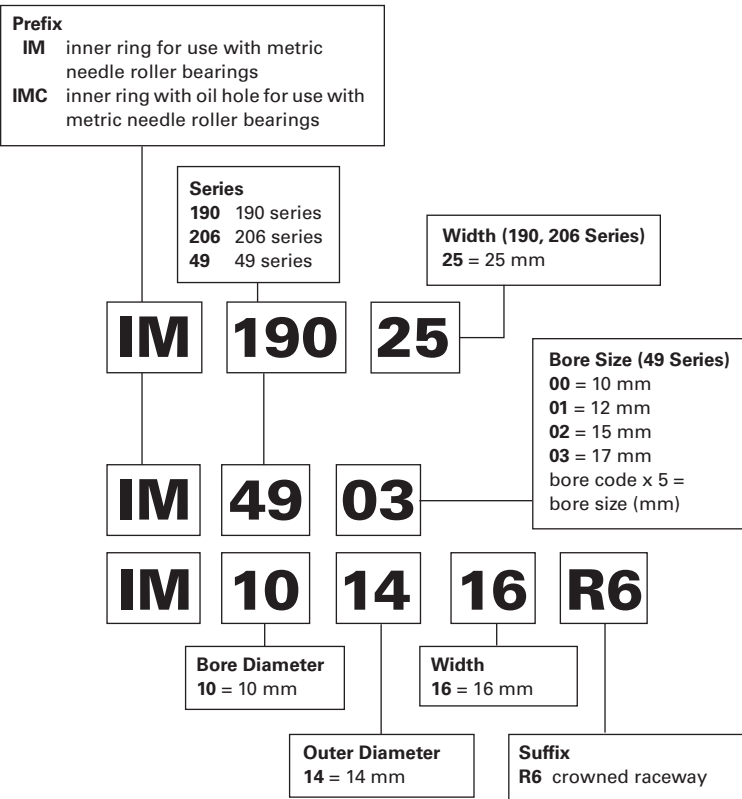 Prefix
IM inner ring for use with metric
needle roller bearings
IMC inner ring with oil hole for use with
metric needle roller bearings
Series
190 190 series
206 206 series
49 49 series
Width (190, 206 Series)
25 = 25 mm
IM 190 25
Bore Size (49 Series)
00 = 10 mm
01 = 12 mm
02 = 15 mm
03 = 17 mm
bore code x 5 =
bore size (mm)
IM 49 03
IM 10 14 16 R6
Bore Diameter
10 = 10 mm
Width
16 = 16 mm
Outer Diameter
14 = 14 mm
Suffix
R6 crowned raceway